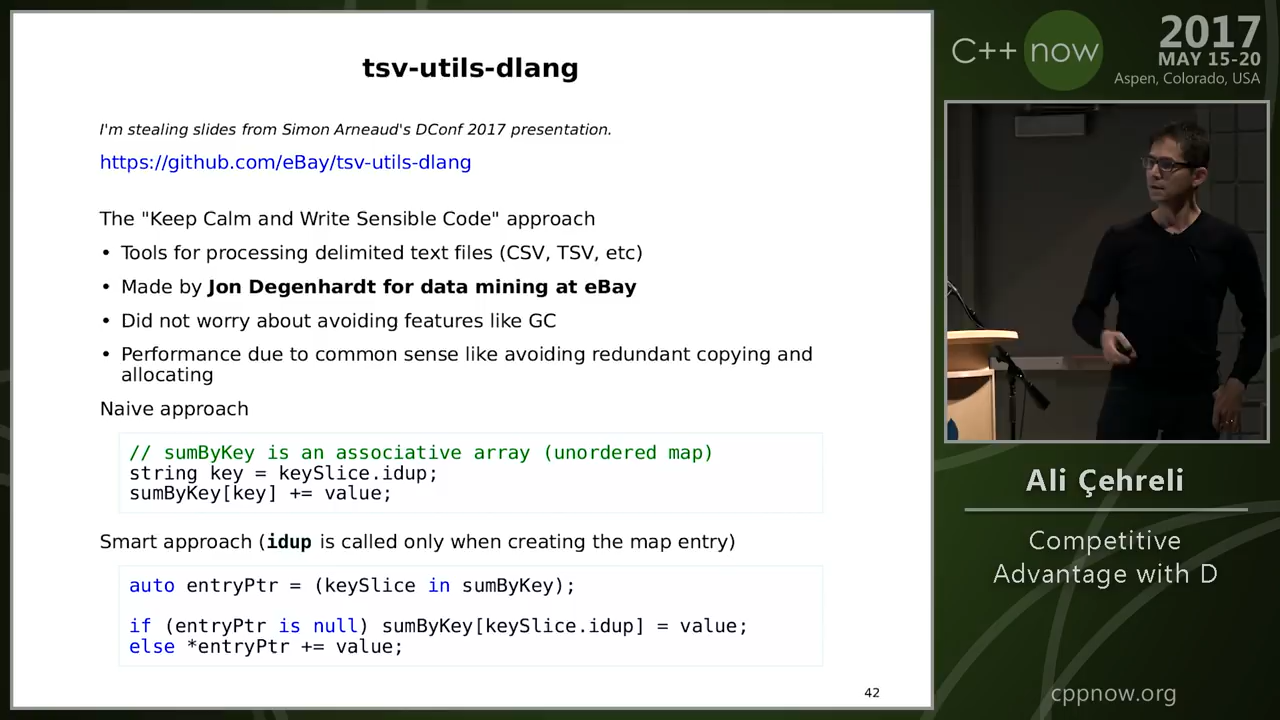 tsv-utils-dlang
I'm stealing slides from Simon Arneaud's DConf 2017 presentation.
https://github.com/eBay/tsv-utils-dlang
The "Keep Calm and Write Sensible Code" approach
• Tools for processing delimited text files (CSV, TSV, etc)
• Made by Jon Degenhardt for data mining at eBay
• Did not worry about avoiding features like GC
• Performance due to common sense like avoiding redundant copying and
allocating
Naive approach
// sumByKey is an associative array (unordered map)
string key = keySlice.idup;
sumByKey[key] += value;
Smart approach (idup is called only when creating the map entry)
auto entryPtr = (keySlice in sumByKey);
if (entryPtr is null) sumByKey[keySlice.idup] = value;
else *entryPtr += value;
42
C++ now
2017
MAY 15-20
Aspen, Colorado, USA
Ali Çehreli
Competitive
Advantage with D
cppnow.org